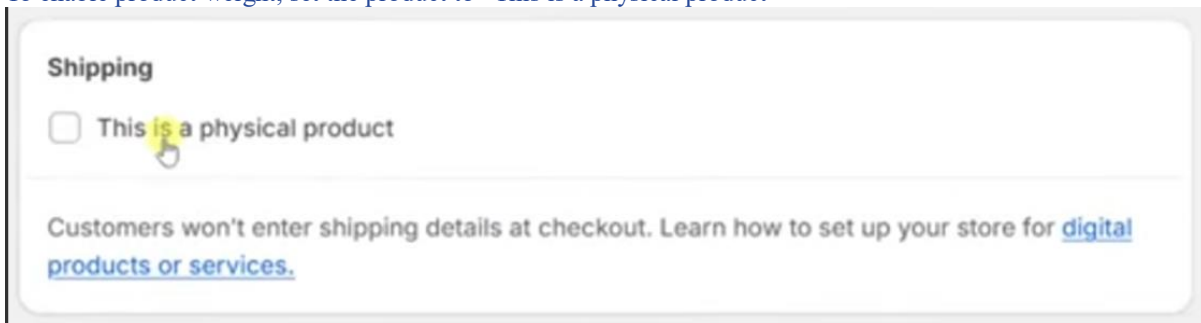 Shipping
This is a physical product
Customers won't enter shipping details at checkout. Learn how to set up your store for digital
products or services.